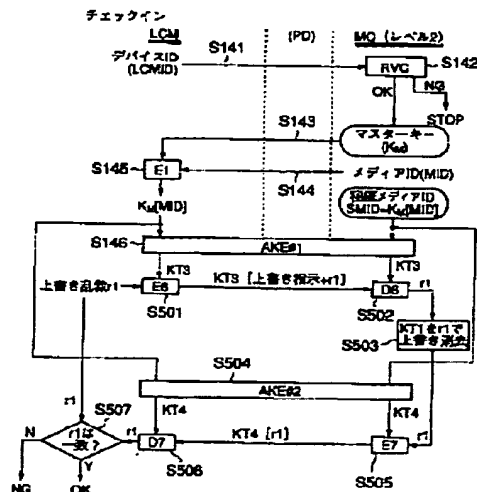 チェックイン
LCM
(PD)
MC (レベル2)
デバイスID
(LCMID)
S141
RVC
S142
OK
NG
STOP
S143
マスターキー
(KM)
S145
E1
S144
メディアID(MID)
KM[MID]
メディアID
SMID=KM[MID]
S146
AKE#1
KT3
KT3
上書き乱数r1
E6
KT3 [上書き指示+r1]
D6
r1
S501
S502
S503
KT1をr1で
上書き消去
S504
AKE#2
r1
KT4
KT4
r1
S507
N
r1は
一致?
r1
D7
KT4 [r1]
E7
Y
NG
OK
S506
S505